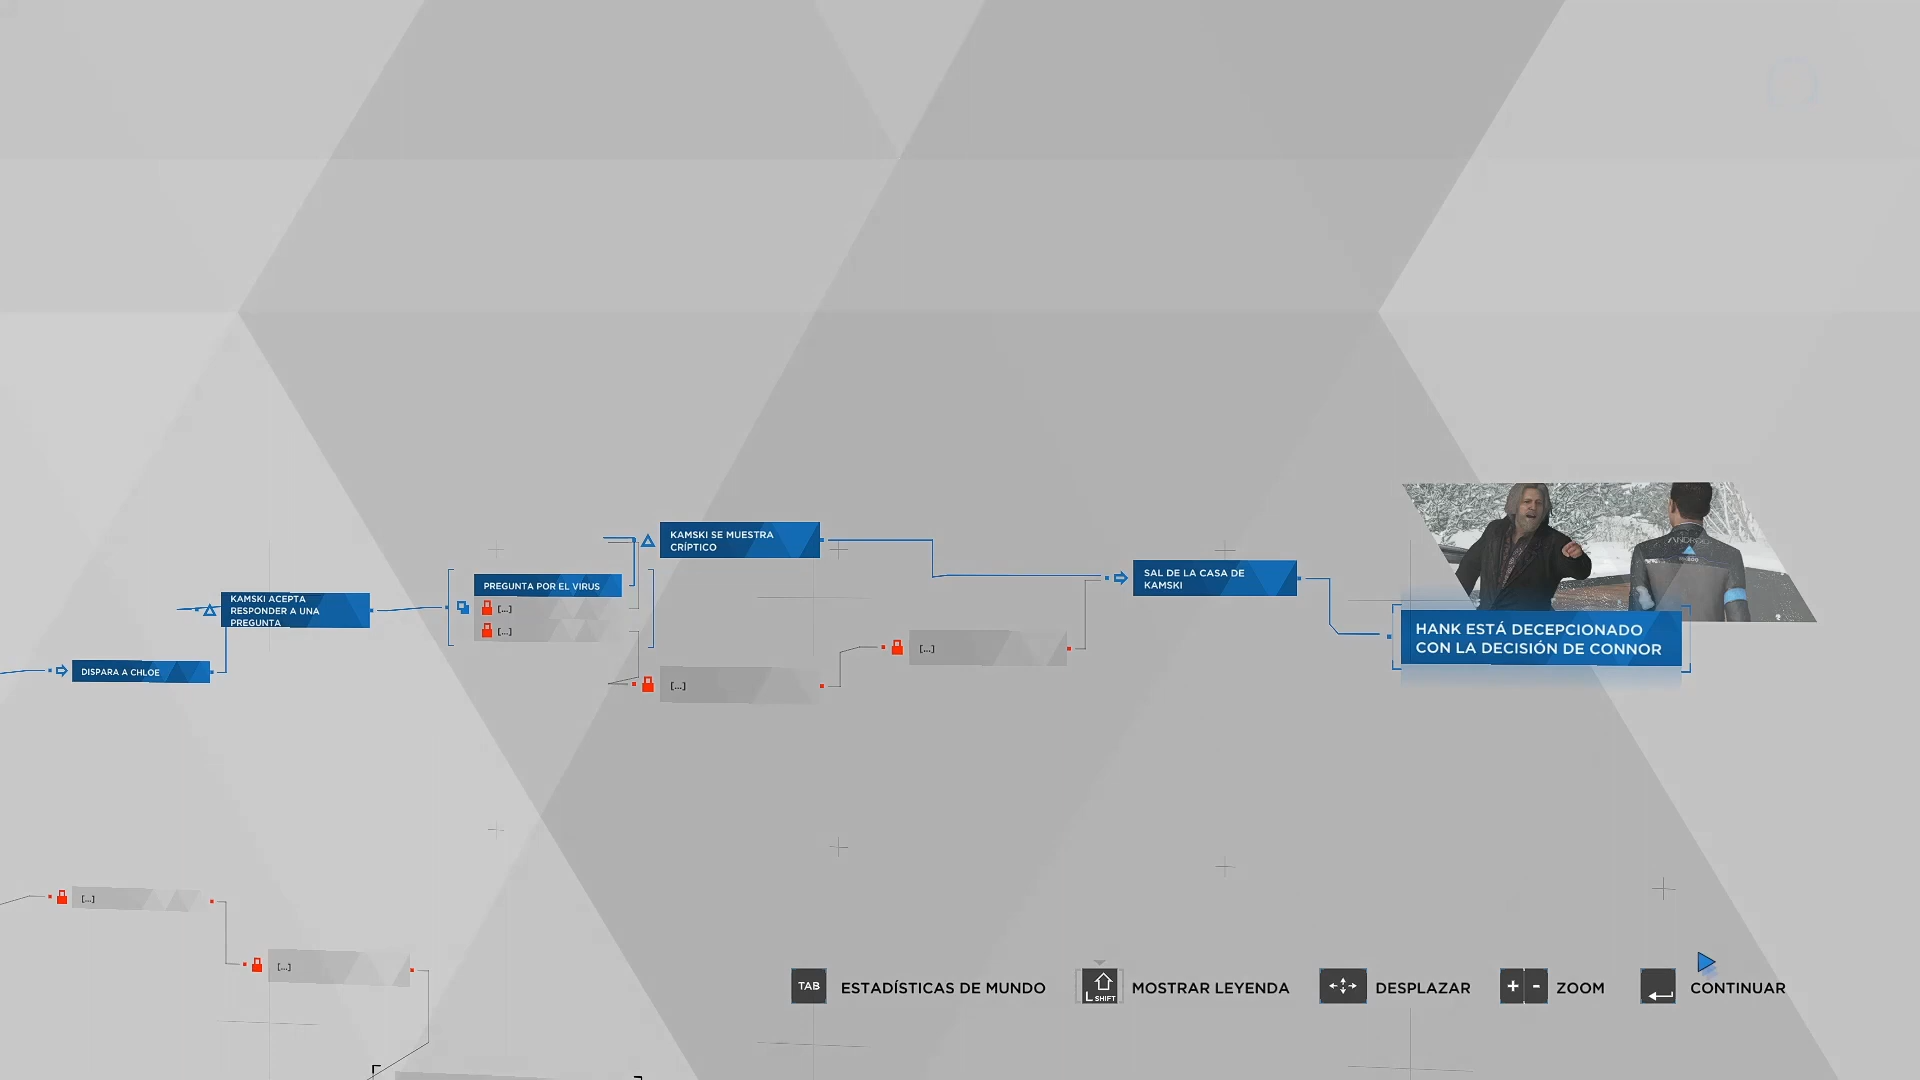 KAMSKI SE MUESTRA
CRÍPTICO
SAL DE LA CASA DE
KAMSKI
PREGUNTA POR EL VIRUS
[...]
[...]
KAMSKI ACEPTA
RESPONDER A UNA
PREGUNTA
DISPARA A CHLOE
[...]
[...]
ANDROID
HANK ESTÁ DECEPCIONADO
CON LA DECISIÓN DE CONNOR
[...]
[...]
TAB
ESTADÍSTICAS DE MUNDO
L SHIFT
MOSTRAR LEYENDA
DESPLAZAR
+ -
ZOOM
CONTINUAR